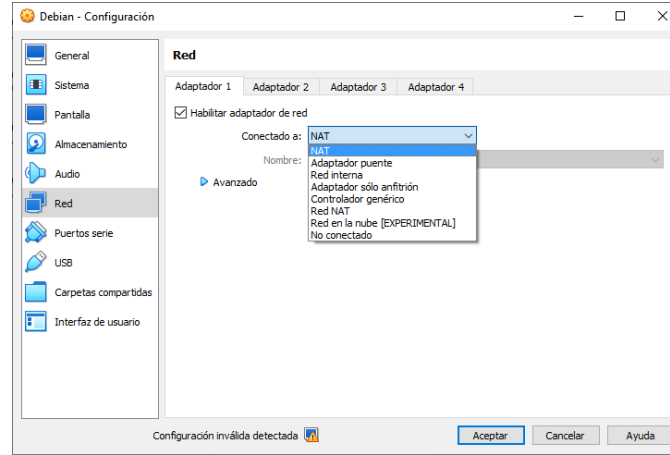 Debian - Configuración
General
Sistema
Pantalla
Almacenamiento
Audio
Red
Puertos serie
USB
Carpetas compartidas
Interfaz de usuario
Red
Adaptador 1 Adaptador 2 Adaptador 3 Adaptador 4
Habilitar adaptador de red
Conectado a: NAT
Nombre:
Avanzado
NAT
Adaptador puente
Red interna
Adaptador sólo anfitrión
Controlador genérico
Red NAT
Red en la nube [EXPERIMENTAL]
No conectado
Configuración inválida detectada
Aceptar Cancelar Ayuda